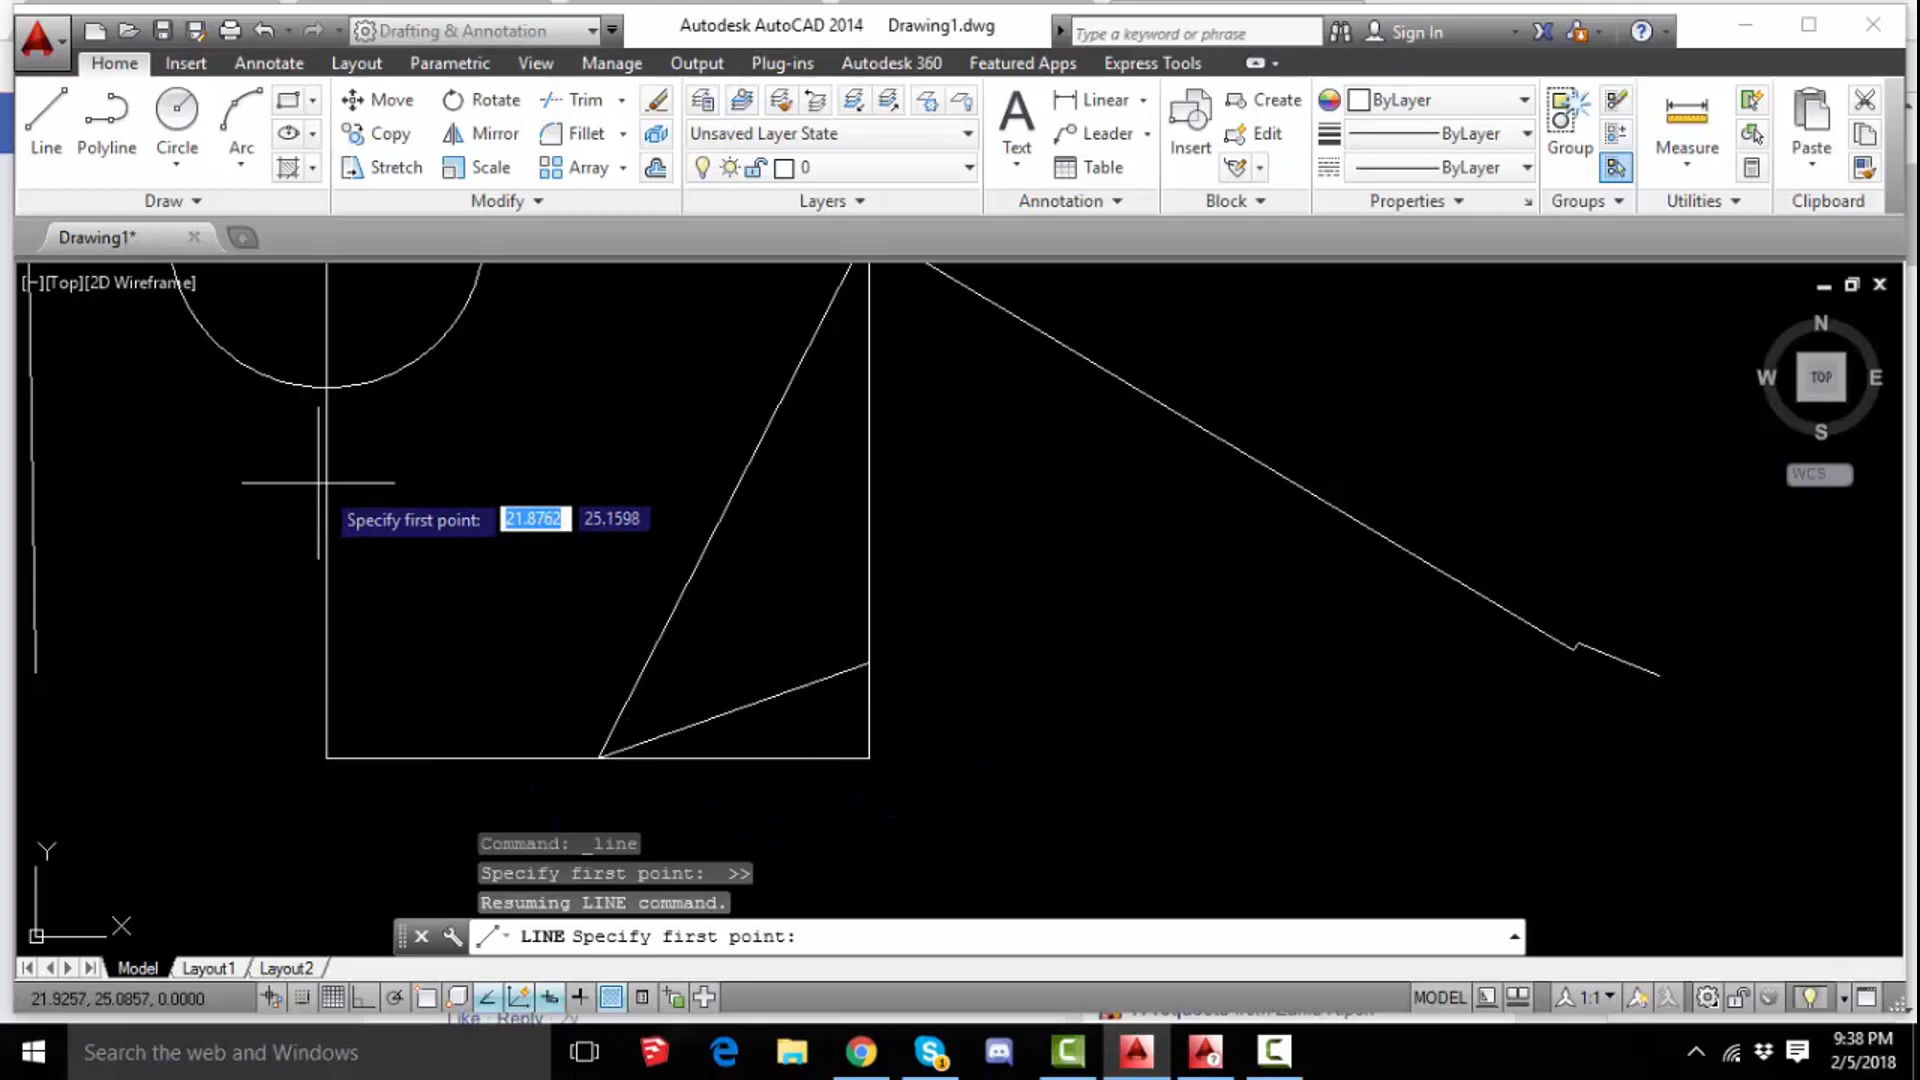 Drafting & Annotation
Autodesk AutoCAD 2014 Drawing1.dwg
Type a keyword or phrase
Sign In
Home Insert Annotate Layout Parametric View Manage Output Plug-ins Autodesk 360 Featured Apps Express Tools
Move Rotate Trim Linear Create ByLayer
Copy Mirror Fillet Unsaved Layer State Leader Edit ByLayer
Line Polyline Circle Arc Text Insert Group Measure Paste
Stretch Scale Array 0 Table ByLayer
Draw Modify Layers Annotation Block Properties Groups Utilities Clipboard
Drawing1*
[−][Top][2D Wireframe]
N
W TOP E
S
WCS
Specify first point: 21.8762 25.1598
Command: _line
Specify first point: >>
Resuming LINE command.
LINE Specify first point:
Y
X
Model Layout1 Layout2
21.9257, 25.0857, 0.0000 MODEL 1:1
Like · Reply · 2y
Search the web and Windows
1
9:38 PM
2/5/2018